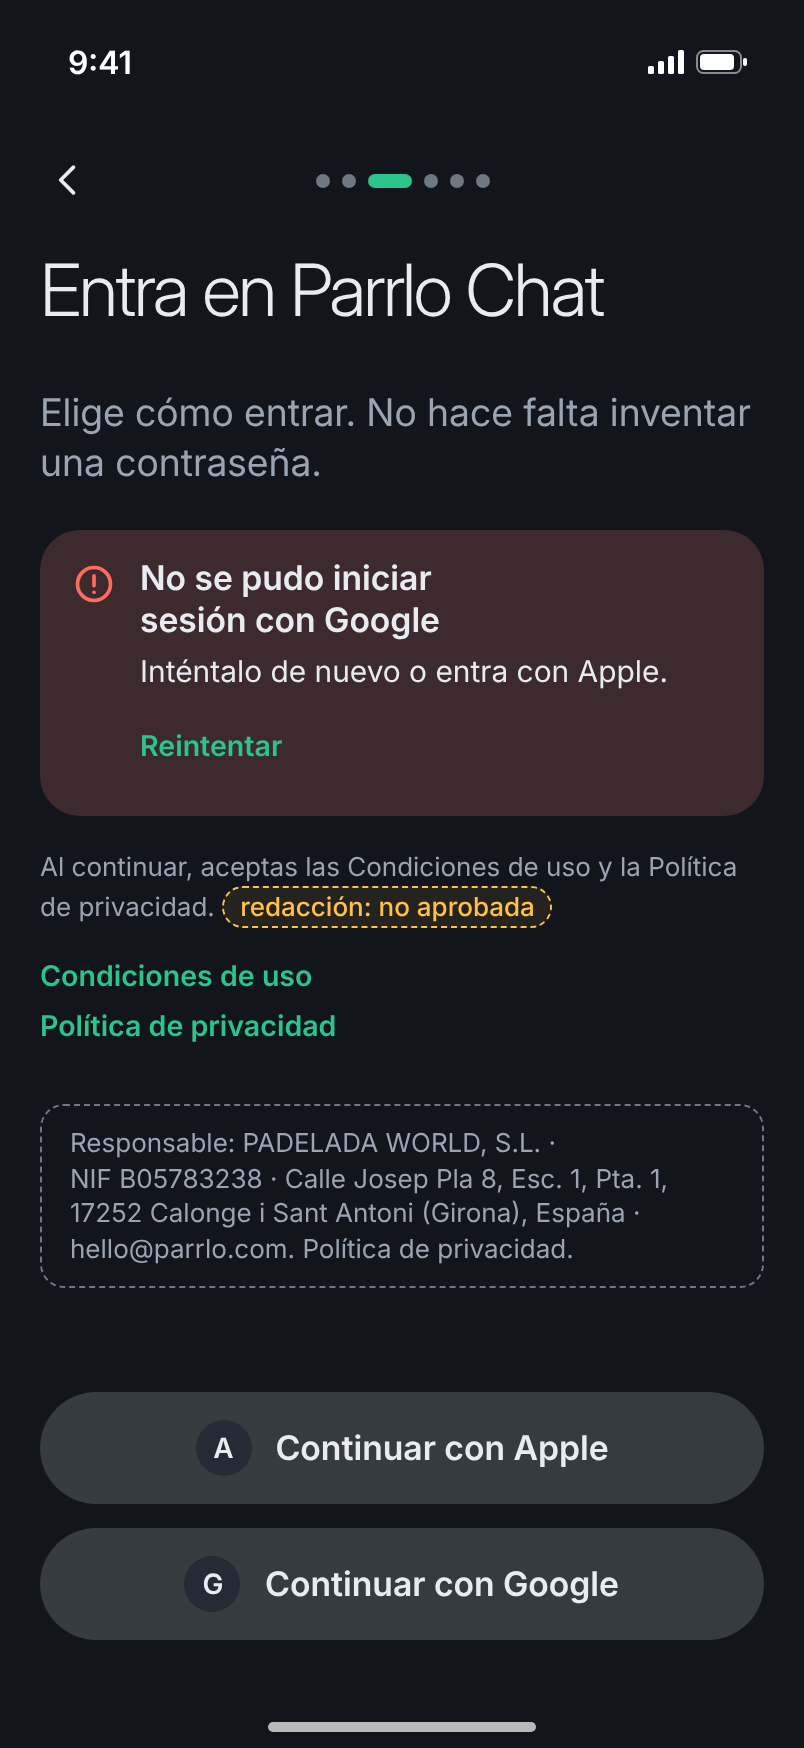 9:41
Entra en Parrlo Chat
Elige cómo entrar. No hace falta inventar
una contraseña.
No se pudo iniciar
sesión con Google
Inténtalo de nuevo o entra con Apple.
Reintentar
Al continuar, aceptas las Condiciones de uso y la Política
de privacidad. redacción: no aprobada
Condiciones de uso
Política de privacidad
Responsable: PADELADA WORLD, S.L. ·
NIF B05783238 · Calle Josep Pla 8, Esc. 1, Pta. 1,
17252 Calonge i Sant Antoni (Girona), España ·
hello@parrlo.com. Política de privacidad.
A Continuar con Apple
G Continuar con Google